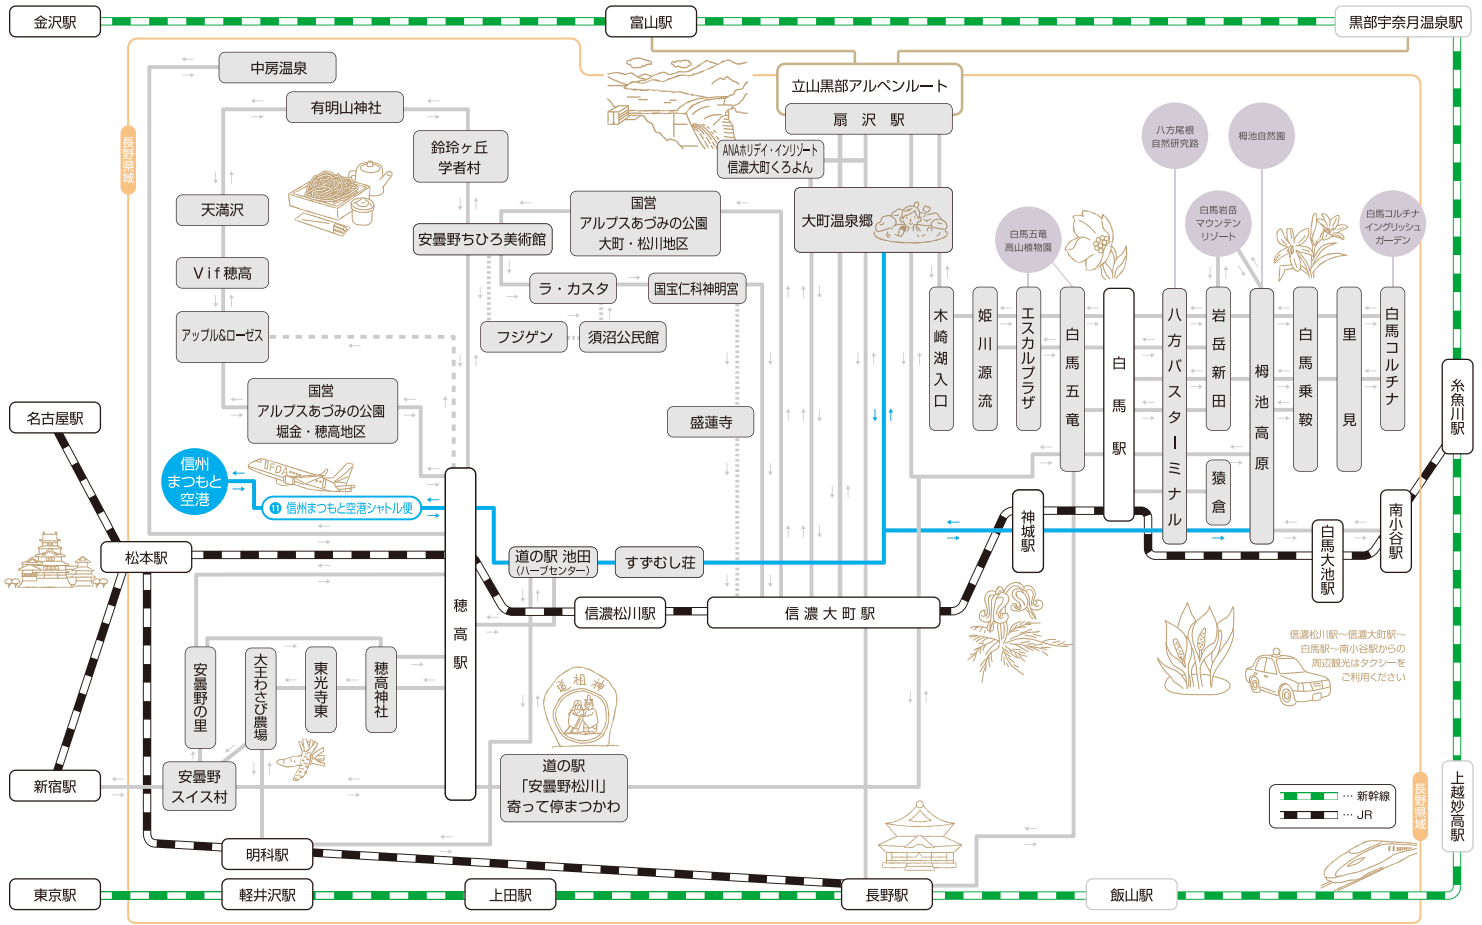 金沢駅
富山駅
黒部宇奈月温泉駅
中房温泉
立山黒部アルペンルート
有明山神社
扇沢駅
鈴玲ヶ丘
学者村
ANAホリデイ・インリゾート
信濃大町くろよん
八方尾根
自然研究路
栂池自然園
長野県域
天満沢
国営
アルプスあづみの公園
大町・松川地区
大町温泉郷
白馬五竜
高山植物園
白馬岩岳
マウンテン
リゾート
白馬コルチナ
イングリッシュ
ガーデン
安曇野ちひろ美術館
Vif穂高
ラ・カスタ
国宝仁科神明宮
アップル&ローゼス
フジゲン
須沼公民館
木崎湖入口
姫川源流
エスカルプラザ
白馬五竜
白馬駅
八方バスターミナル
岩岳新田
栂池高原
白馬乗鞍
里見
白馬コルチナ
糸魚川駅
国営
アルプスあづみの公園
堀金・穂高地区
名古屋駅
盛蓮寺
信州
まつもと
空港
FDA
⑪ 信州まつもと空港シャトル便
猿倉
神城駅
南小谷駅
白馬大池駅
松本駅
道の駅 池田
(ハーブセンター)
すずむし荘
穂高駅
信濃松川駅
信濃大町駅
信濃松川駅〜信濃大町駅〜
白馬駅〜南小谷駅からの
周辺観光はタクシーを
ご利用ください
安曇野の里
大王わさび農場
東光寺東
穂高神社
道祖神
新宿駅
安曇野
スイス村
道の駅
「安曇野松川」
寄って停まつかわ
… 新幹線
… JR
長野県域
上越妙高駅
明科駅
東京駅
軽井沢駅
上田駅
長野駅
飯山駅